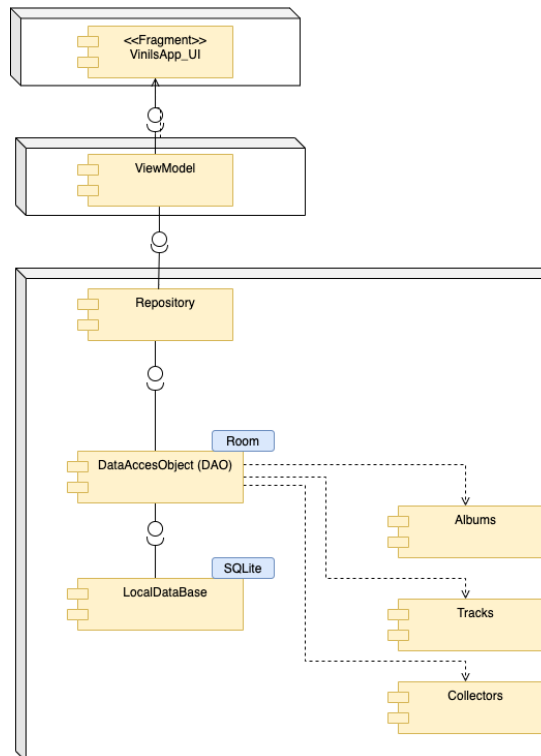 <<Fragment>>
VinilsApp_UI
ViewModel
Repository
Room
DataAccesObject (DAO)
Albums
SQLite
LocalDataBase
Tracks
Collectors